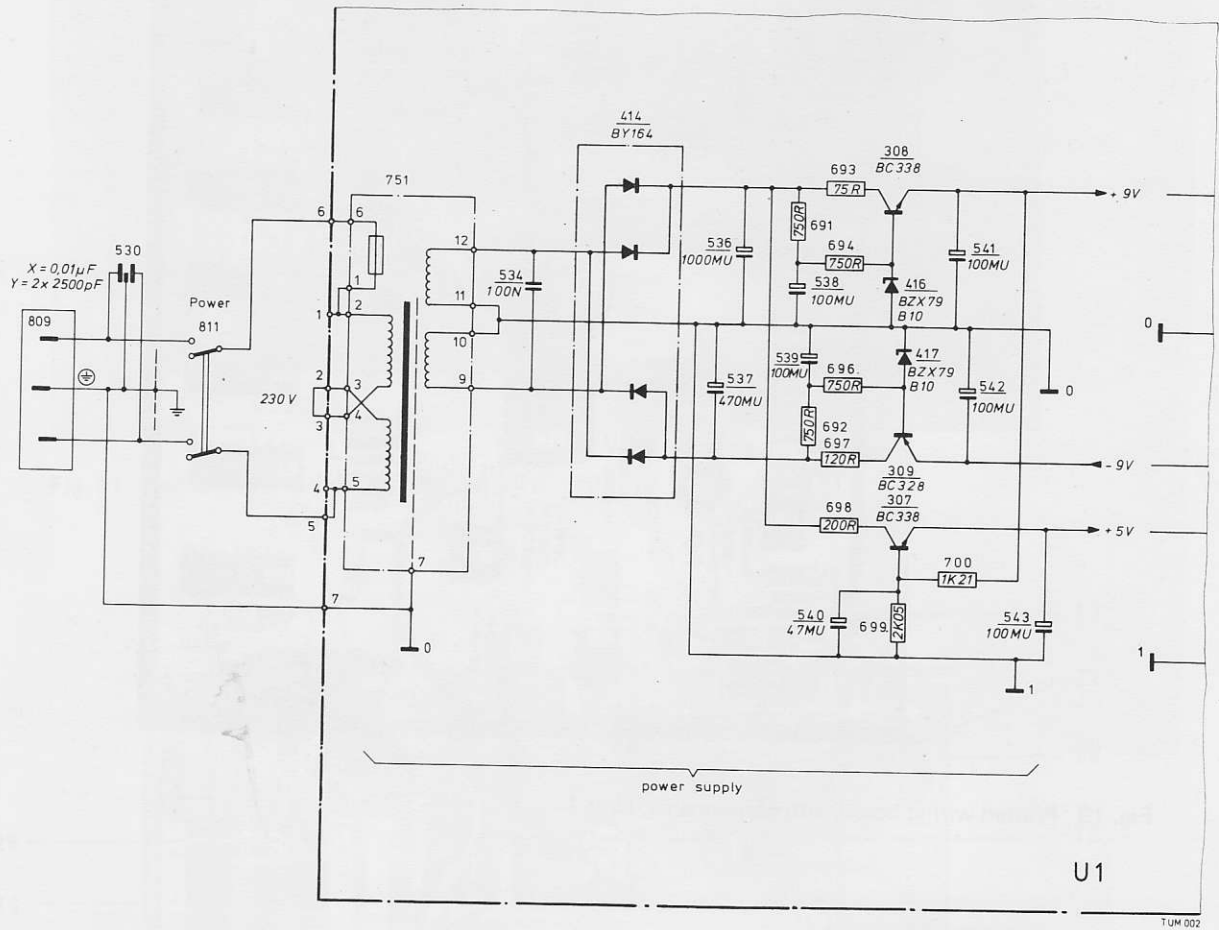 414
BY164
693
308
BC338
751
75R
+ 9V
6
6
691
750R
530
12
694
X = 0,01µF
Y = 2 x 2500pF
536
1000MU
541
100MU
750R
534
100N
1
538
100MU
416
BZX79
B10
Power
809
811
11
1
2
0
10
539
100MU
417
BZX79
B10
696.
9
537
470MU
750R
542
100MU
0
2
3
230 V
4
3
750R
692
697
120R
- 9V
309
BC328
4
5
307
BC338
698
5
200R
+ 5V
700
7
1K21
7
540
47MU
699.
2K05
543
100MU
0
1
1
power supply
U1
TUM 002